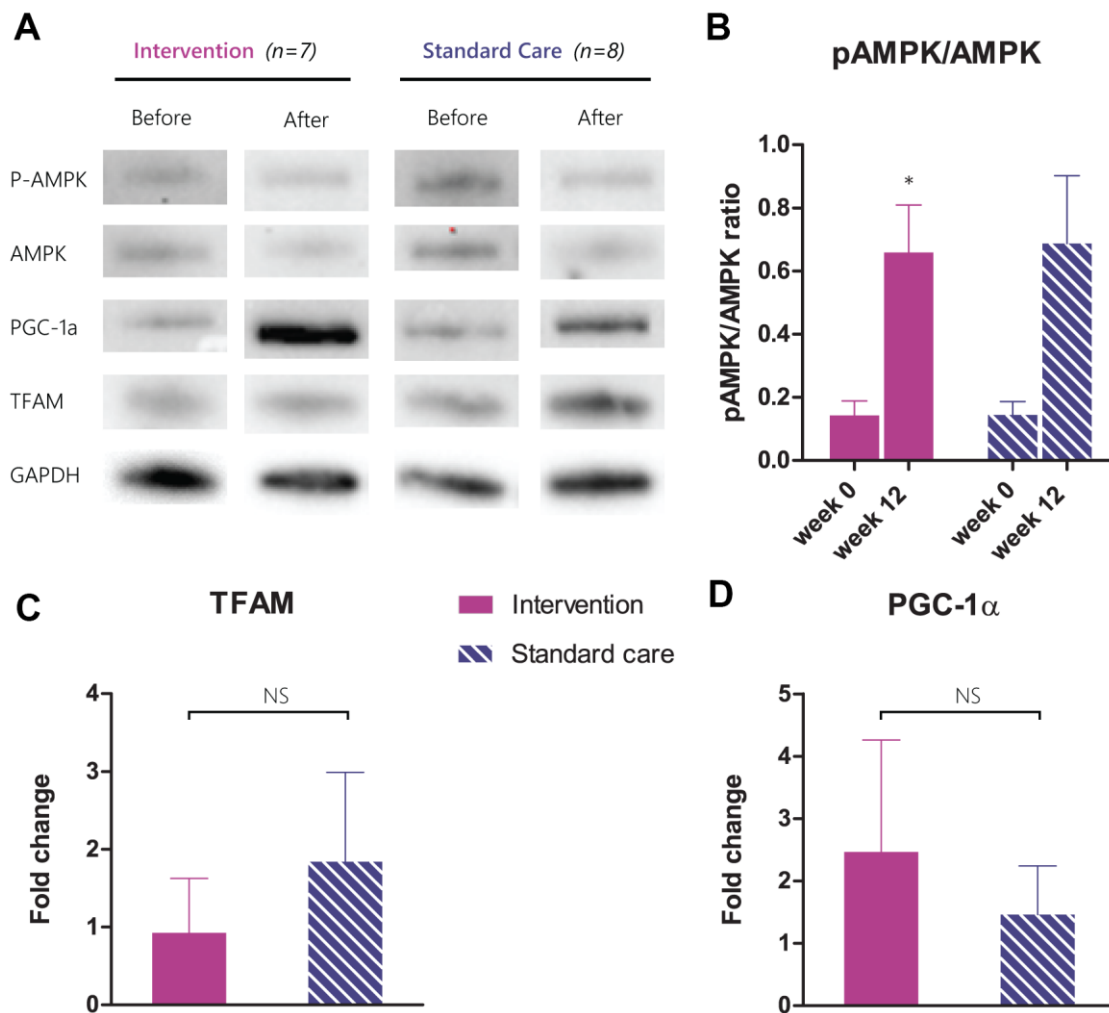 A
Intervention (n=7)
Standard Care (n=8)
Before
After
Before
After
P-AMPK
AMPK
PGC-1a
TFAM
GAPDH
B
pAMPK/AMPK
pAMPK/AMPK ratio
1.0
0.8
0.6
0.4
0.2
0.0
*
week 0
week 12
week 0
week 12
C
TFAM
Fold change
4
3
2
1
0
NS
Intervention
Standard care
D
PGC-1α
Fold change
5
4
3
2
1
0
NS